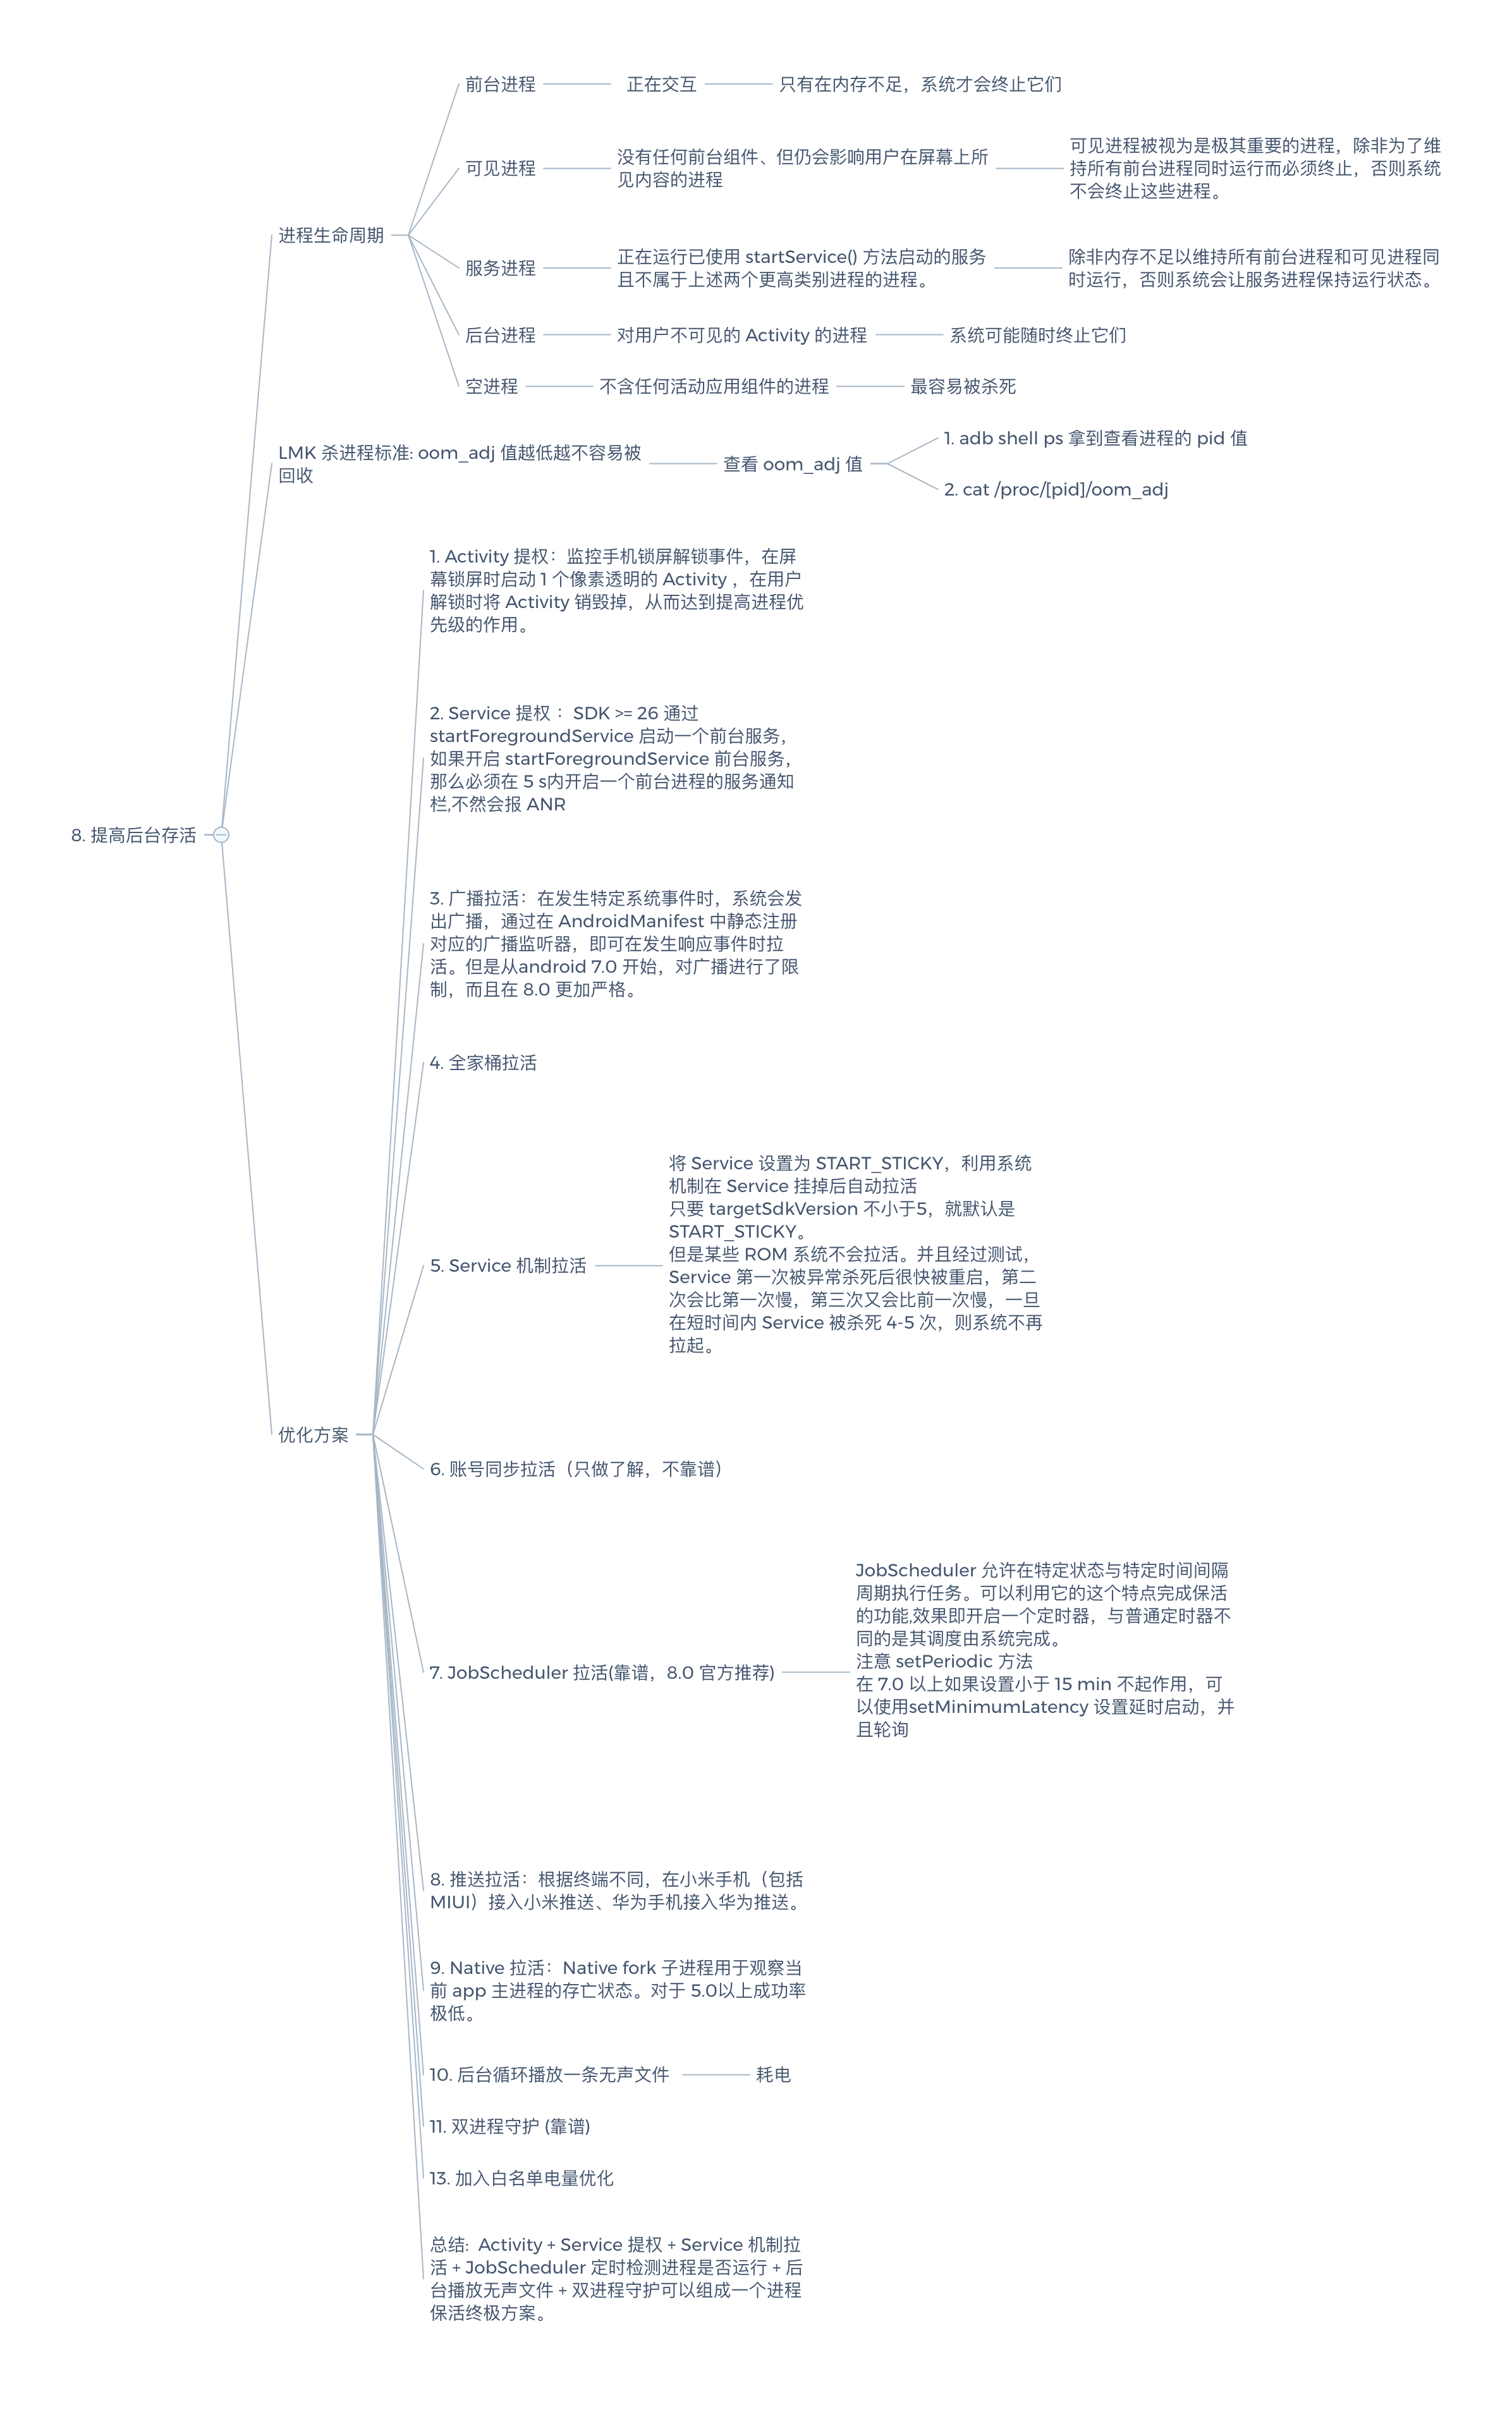 前台进程
正在交互
只有在内存不足，系统才会终止它们
可见进程
没有任何前台组件、但仍会影响用户在屏幕上所
见内容的进程
可见进程被视为是极其重要的进程，除非为了维
持所有前台进程同时运行而必须终止，否则系统
不会终止这些进程。
进程生命周期
服务进程
正在运行已使用 startService() 方法启动的服务
且不属于上述两个更高类别进程的进程。
除非内存不足以维持所有前台进程和可见进程同
时运行，否则系统会让服务进程保持运行状态。
后台进程
对用户不可见的 Activity 的进程
系统可能随时终止它们
空进程
不含任何活动应用组件的进程
最容易被杀死
LMK 杀进程标准: oom_adj 值越低越不容易被
回收
查看 oom_adj 值
1. adb shell ps 拿到查看进程的 pid 值
2. cat /proc/[pid]/oom_adj
8. 提高后台存活
优化方案
1. Activity 提权：监控手机锁屏解锁事件，在屏
幕锁屏时启动 1 个像素透明的 Activity ，在用户
解锁时将 Activity 销毁掉，从而达到提高进程优
先级的作用。
2. Service 提权 ：SDK >= 26 通过
startForegroundService 启动一个前台服务，
如果开启 startForegroundService 前台服务，
那么必须在 5 s内开启一个前台进程的服务通知
栏,不然会报 ANR
3. 广播拉活：在发生特定系统事件时，系统会发
出广播，通过在 AndroidManifest 中静态注册
对应的广播监听器，即可在发生响应事件时拉
活。但是从android 7.0 开始，对广播进行了限
制，而且在 8.0 更加严格。
4. 全家桶拉活
5. Service 机制拉活
将 Service 设置为 START_STICKY，利用系统
机制在 Service 挂掉后自动拉活
只要 targetSdkVersion 不小于5，就默认是
START_STICKY。
但是某些 ROM 系统不会拉活。并且经过测试，
Service 第一次被异常杀死后很快被重启，第二
次会比第一次慢，第三次又会比前一次慢，一旦
在短时间内 Service 被杀死 4-5 次，则系统不再
拉起。
6. 账号同步拉活（只做了解，不靠谱）
7. JobScheduler 拉活(靠谱，8.0 官方推荐)
JobScheduler 允许在特定状态与特定时间间隔
周期执行任务。可以利用它的这个特点完成保活
的功能,效果即开启一个定时器，与普通定时器不
同的是其调度由系统完成。
注意 setPeriodic 方法
在 7.0 以上如果设置小于 15 min 不起作用，可
以使用setMinimumLatency 设置延时启动，并
且轮询
8. 推送拉活：根据终端不同，在小米手机（包括
MIUI）接入小米推送、华为手机接入华为推送。
9. Native 拉活：Native fork 子进程用于观察当
前 app 主进程的存亡状态。对于 5.0以上成功率
极低。
10. 后台循环播放一条无声文件
耗电
11. 双进程守护 (靠谱)
13. 加入白名单电量优化
总结:  Activity + Service 提权 + Service 机制拉
活 + JobScheduler 定时检测进程是否运行 + 后
台播放无声文件 + 双进程守护可以组成一个进程
保活终极方案。